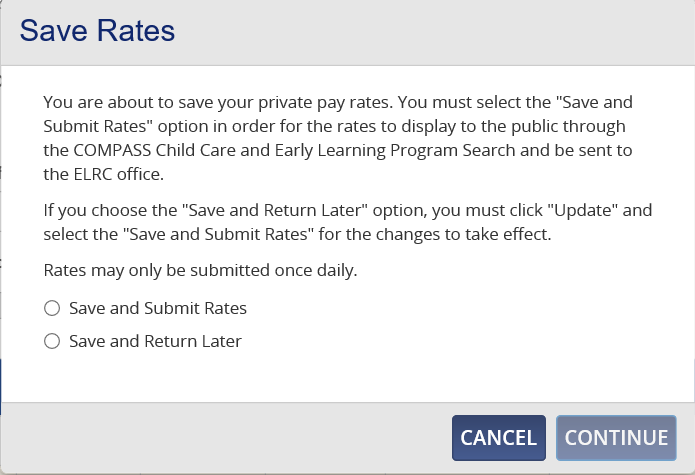 Save Rates
You are about to save your private pay rates. You must select the "Save and
Submit Rates" option in order for the rates to display to the public through
the COMPASS Child Care and Early Learning Program Search and be sent to
the ELRC office.
If you choose the "Save and Return Later" option, you must click "Update" and
select the "Save and Submit Rates" for the changes to take effect.
Rates may only be submitted once daily.
Save and Submit Rates
Save and Return Later
CANCEL CONTINUE